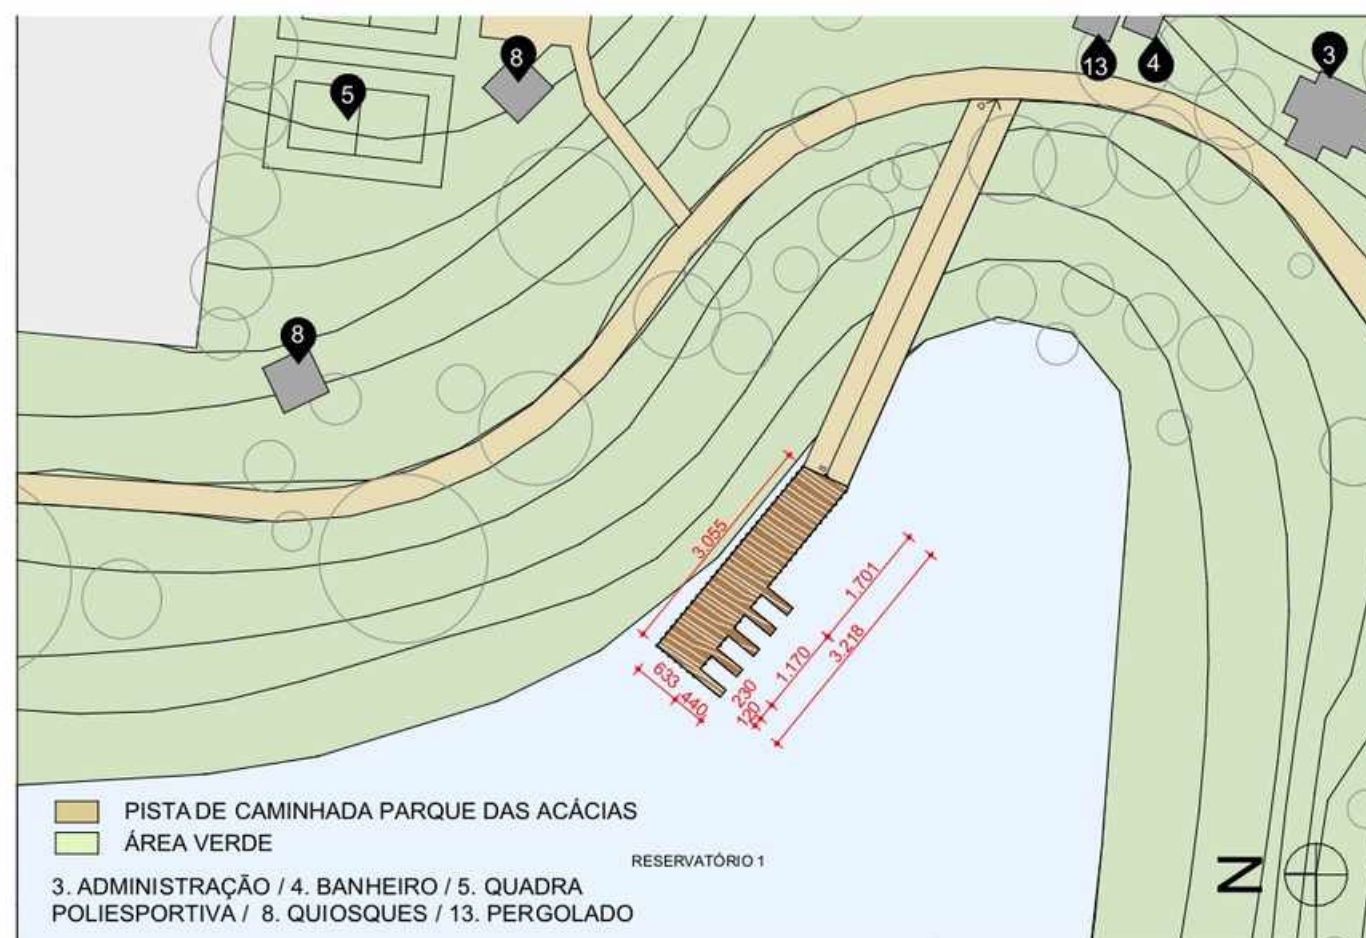 8
5
13
4
3
8
3.055
1.701
3.218
1.170
633
440
230
120
PISTA DE CAMINHADA PARQUE DAS ACÁCIAS
ÁREA VERDE
RESERVATÓRIO 1
3. ADMINISTRAÇÃO / 4. BANHEIRO / 5. QUADRA
POLIESPORTIVA / 8. QUIOSQUES / 13. PERGOLADO
N